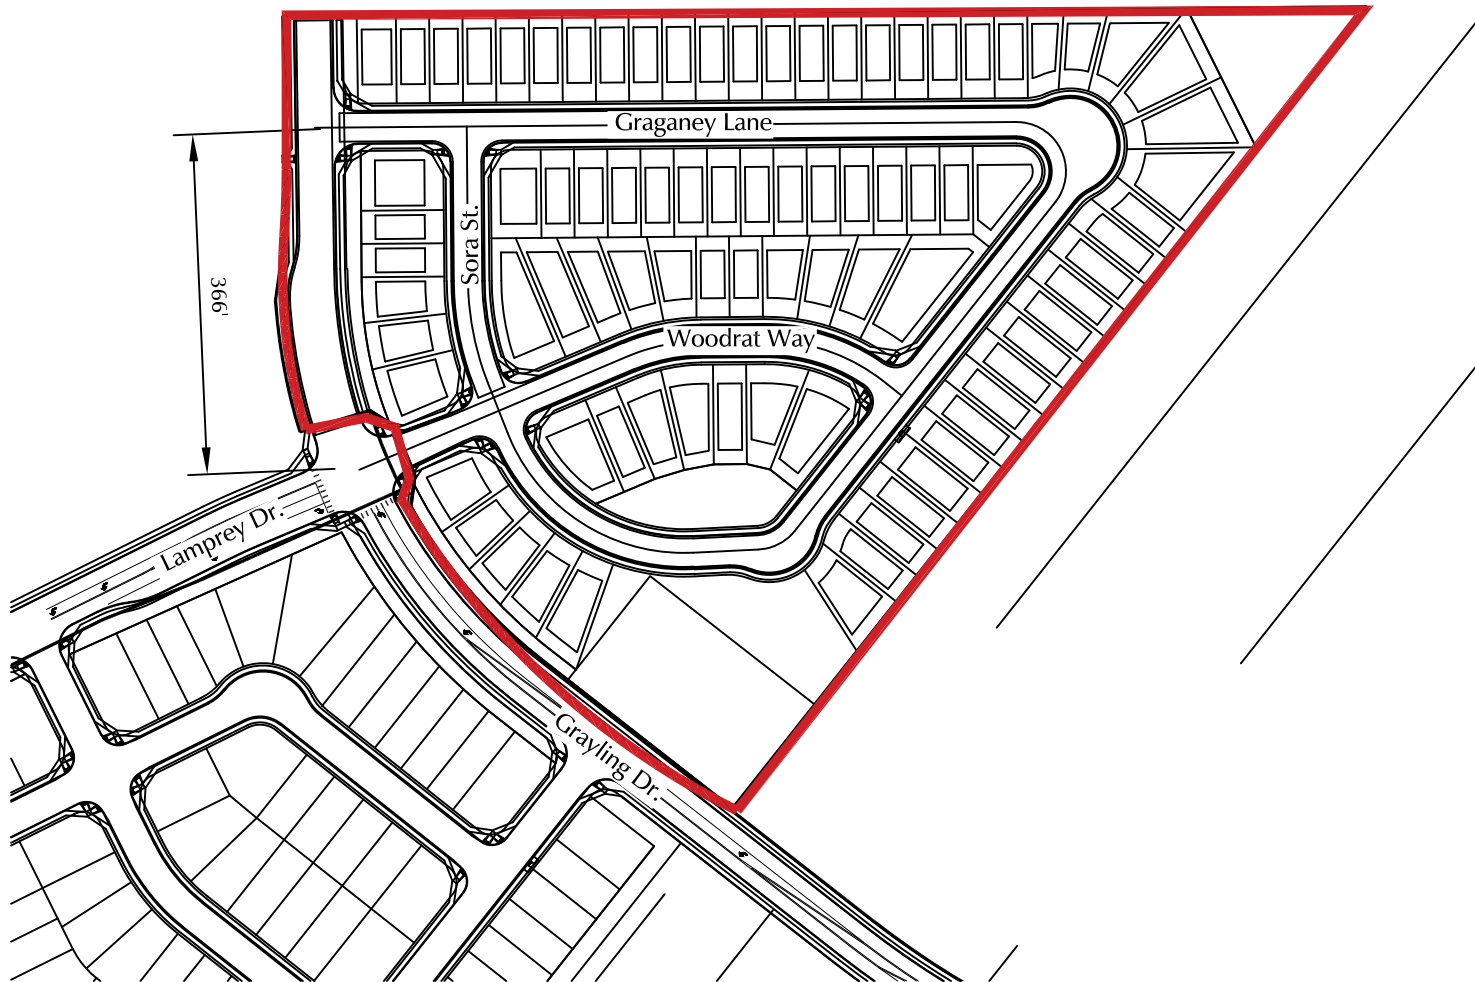 Graganey Lane
Sora St.
366'
Woodrat Way
Lamprey Dr.
Grayling Dr.